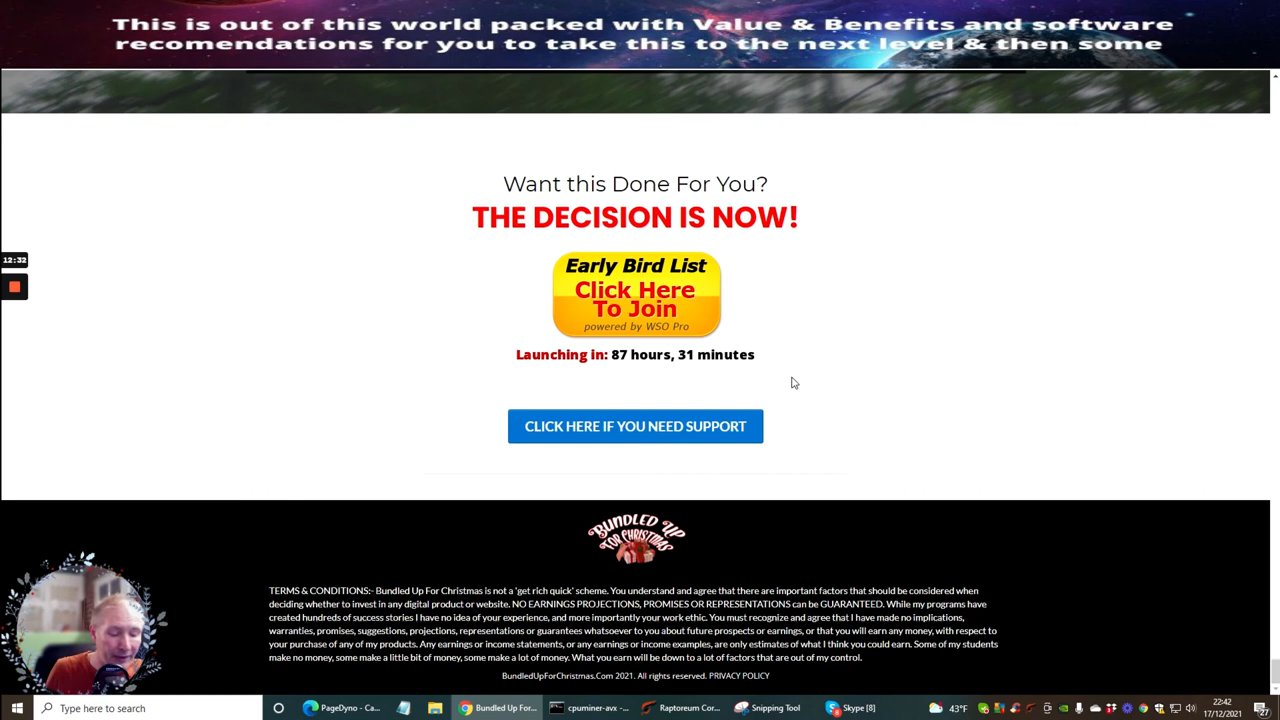 This is out of this world packed with Value & Benefits and software
recomendations for you to take this to the next level & then some
Want this Done For You?
THE DECISION IS NOW!
12:32
Early Bird List
Click Here
To Join
powered by WSO Pro
Launching in: 87 hours, 31 minutes
CLICK HERE IF YOU NEED SUPPORT
BUNDLED UP
FOR CHRISTMAS
TERMS & CONDITIONS:- Bundled Up For Christmas is not a 'get rich quick' scheme. You understand and agree that there are important factors that should be considered when
deciding whether to invest in any digital product or website. NO EARNINGS PROJECTIONS, PROMISES OR REPRESENTATIONS can be GUARANTEED. While my programs have
created hundreds of success stories I have no idea of your experience, and more importantly your work ethic. You must recognize and agree that I have made no implications,
warranties, promises, suggestions, projections, representations or guarantees whatsoever to you about future prospects or earnings, or that you will earn any money, with respect to
your purchase of any of my products. Any earnings or income statements, or any earnings or income examples, are only estimates of what I think you could earn. Some of my students
make no money, some make a little bit of money, some make a lot of money. What you earn will be down to a lot of factors that are out of my control.
BundledUpForChristmas.Com 2021. All rights reserved. PRIVACY POLICY
Type here to search
PageDyno - Ca...
Bundled Up For...
cpuminer-avx -...
Raptoreum Cor...
Snipping Tool
Skype [8]
43°F
22:42
17/12/2021
27